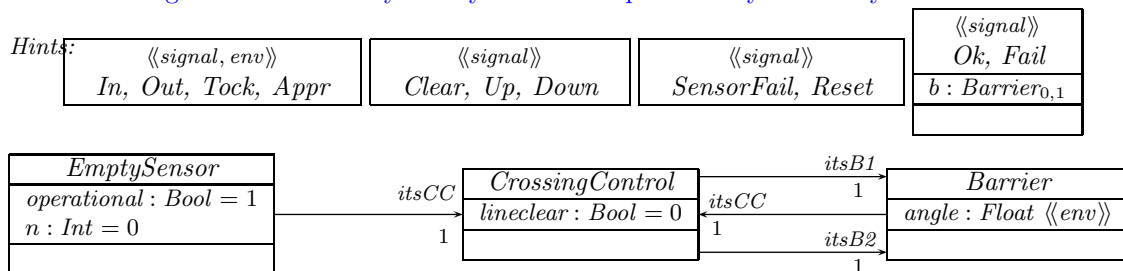 Hints:
⟪signal, env⟫
In, Out, Tock, Appr
⟪signal⟫
Clear, Up, Down
⟪signal⟫
SensorFail, Reset
⟪signal⟫
Ok, Fail
b : Barrier0,1
EmptySensor
operational : Bool = 1
n : Int = 0
itsCC
1
CrossingControl
lineclear : Bool = 0
itsB1
1
itsCC
1
itsB2
1
Barrier
angle : Float ⟪env⟫